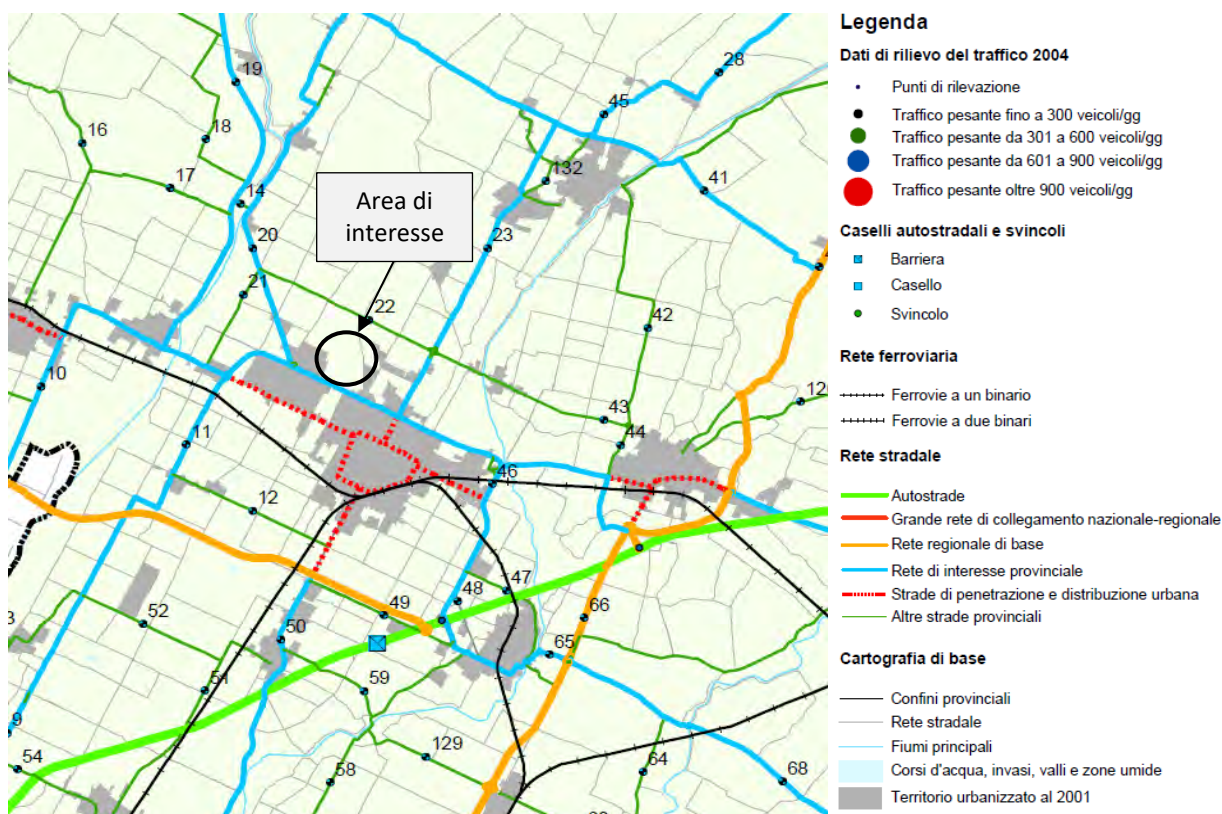 19
28
45
16
18
132
17
41
14
Area di
interesse
20
23
21
22
42
10
126
43
11
44
46
12
47
48
49
66
52
50
65
51
59
9
54
129
64
58
68
Legenda
Dati di rilievo del traffico 2004
Punti di rilevazione
Traffico pesante fino a 300 veicoli/gg
Traffico pesante da 301 a 600 veicoli/gg
Traffico pesante da 601 a 900 veicoli/gg
Traffico pesante oltre 900 veicoli/gg
Caselli autostradali e svincoli
Barriera
Casello
Svincolo
Rete ferroviaria
Ferrovie a un binario
Ferrovie a due binari
Rete stradale
Autostrade
Grande rete di collegamento nazionale-regionale
Rete regionale di base
Rete di interesse provinciale
Strade di penetrazione e distribuzione urbana
Altre strade provinciali
Cartografia di base
Confini provinciali
Rete stradale
Fiumi principali
Corsi d'acqua, invasi, valli e zone umide
Territorio urbanizzato al 2001